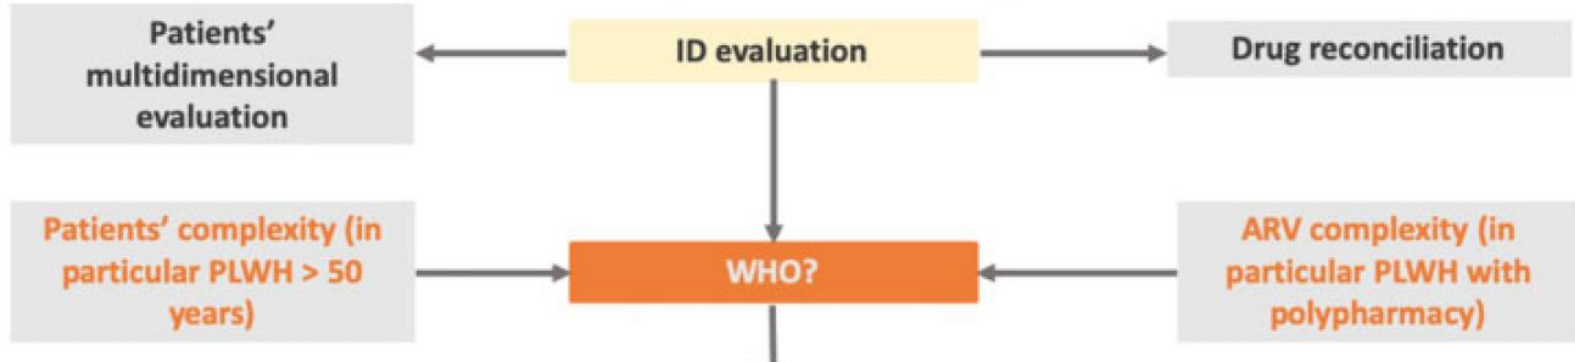 Patients'
multidimensional
evaluation
ID evaluation
Drug reconciliation
Patients' complexity (in
particular PLWH > 50
years)
WHO?
ARV complexity (in
particular PLWH with
polypharmacy)